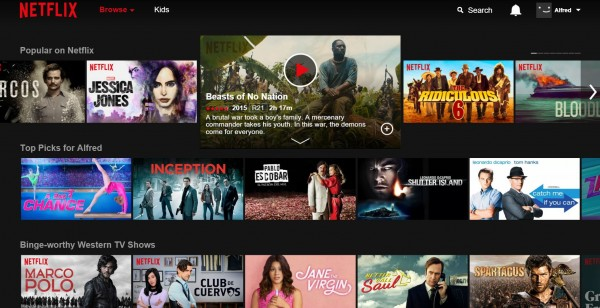 NETFLIX
Browse
Kids
Search
Alfred
Popular on Netflix
RCOS
NETFLIX
MARVEL
JESSICA
JONES
NETFLIX
Beasts of No Nation
2015 R21 2h 17m
A brutal war took a boy's family. A mercenary
commander takes his youth. In this war, the demons
come for everyone.
NETFLIX
THE
RIDICULOUS
6
NETFLIX
BLOODL
Top Picks for Alfred
CHANCE
INCEPTION
PABLO
ESCOBAR
SHUTTER ISLAND
leonardo dicaprio tom hanks
catch me
if you can
Binge-worthy Western TV Shows
NETFLIX
MARCO
POLO
NETFLIX
CLUB
DE
CUERVOS
JANE
THE
VIRGIN
Saul
SPARTACUS